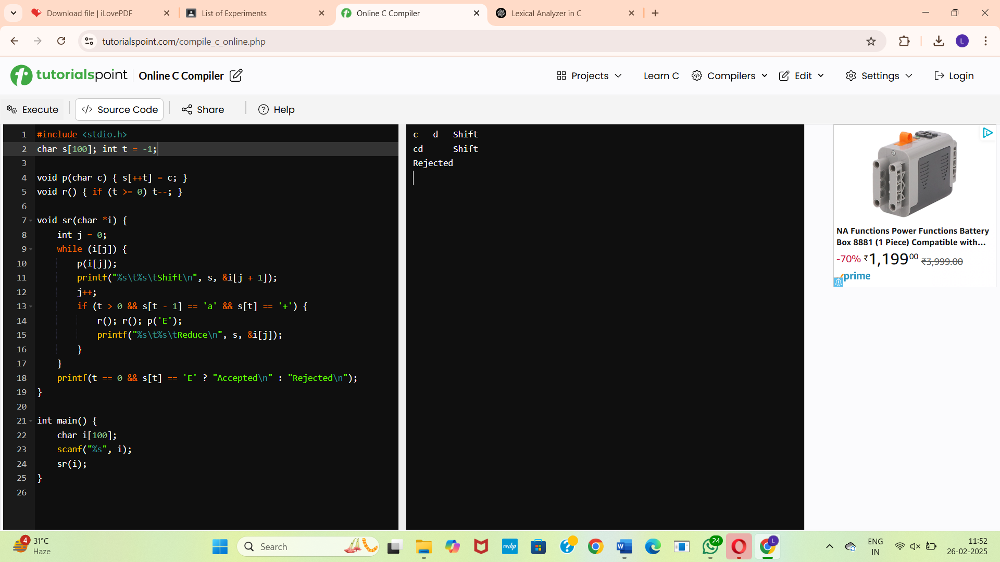 Download file | iLovePDF
List of Experiments
Online C Compiler
Lexical Analyzer in C
tutorialspoint.com/compile_c_online.php
L
tutorialspoint
Online C Compiler
Projects
Learn C
Compilers
Edit
Settings
Login
Execute
</> Source Code
Share
Help
1 #include <stdio.h>
2 char s[100]; int t = -1;
3
4 void p(char c) { s[++t] = c; }
5 void r() { if (t >= 0) t--; }
6
7 void sr(char *i) {
8 int j = 0;
9 while (i[j]) {
10 p(i[j]);
11 printf("%s\t%s\tShift\n", s, &i[j + 1]);
12 j++;
13 if (t > 0 && s[t - 1] == 'a' && s[t] == '+') {
14 r(); r(); p('E');
15 printf("%s\t%s\tReduce\n", s, &i[j]);
16 }
17 }
18 printf(t == 0 && s[t] == 'E' ? "Accepted\n" : "Rejected\n");
19 }
20
21 int main() {
22 char i[100];
23 scanf("%s", i);
24 sr(i);
25 }
26
c d Shift
cd Shift
Rejected
NA Functions Power Functions Battery
Box 8881 (1 Piece) Compatible with...
-70% ₹1,19900 ₹3,999.00
prime
4
31°C
Haze
Search
myhp
24
L
ENG
IN
11:52
26-02-2025